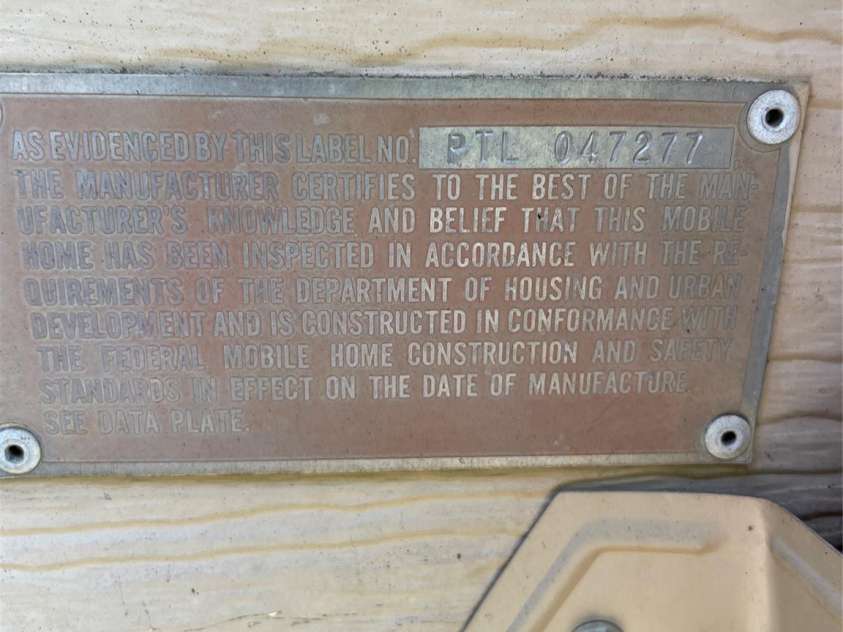 AS EVIDENCED BY THIS LABEL NO. PTL 047277
THE MANUFACTURER CERTIFIES TO THE BEST OF THE MAN-
UFACTURER'S KNOWLEDGE AND BELIEF THAT THIS MOBILE
HOME HAS BEEN INSPECTED IN ACCORDANCE WITH THE RE-
QUIREMENTS OF THE DEPARTMENT OF HOUSING AND URBAN
DEVELOPMENT AND IS CONSTRUCTED IN CONFORMANCE WITH
THE FEDERAL MOBILE HOME CONSTRUCTION AND SAFETY
STANDARDS IN EFFECT ON THE DATE OF MANUFACTURE.
SEE DATA PLATE.